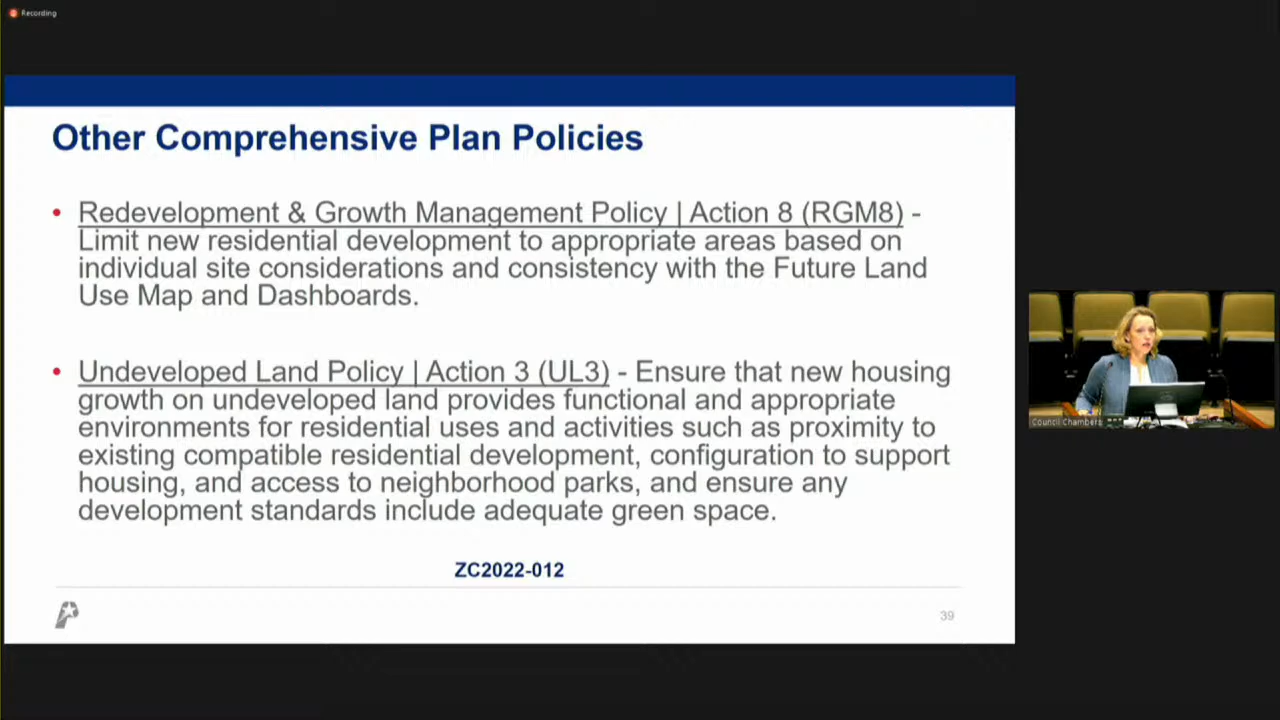 Recording
Other Comprehensive Plan Policies
• Redevelopment & Growth Management Policy | Action 8 (RGM8) -
Limit new residential development to appropriate areas based on
individual site considerations and consistency with the Future Land
Use Map and Dashboards.
• Undeveloped Land Policy | Action 3 (UL3) - Ensure that new housing
growth on undeveloped land provides functional and appropriate
environments for residential uses and activities such as proximity to
existing compatible residential development, configuration to support
housing, and access to neighborhood parks, and ensure any
development standards include adequate green space.
ZC2022-012
39
Council Chambers